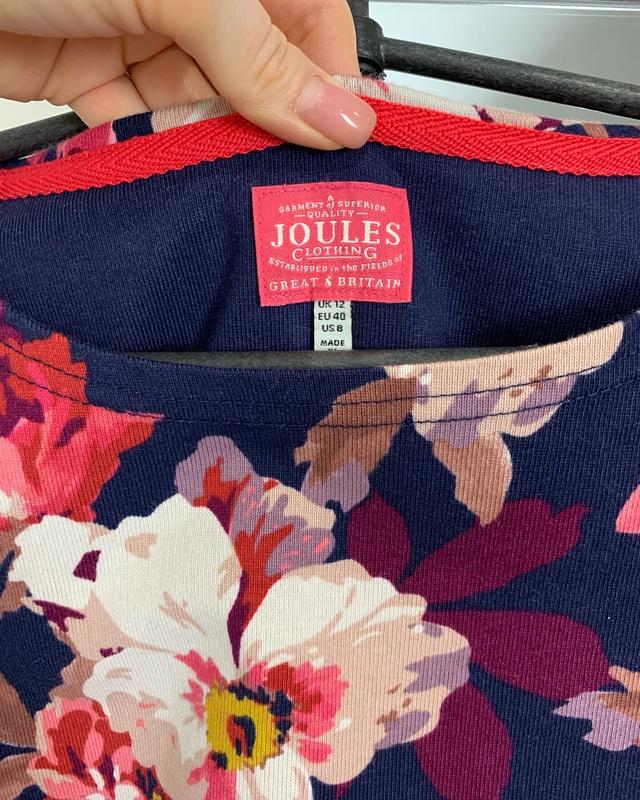 A
GARMENT of SUPERIOR
QUALITY
JOULES
CLOTHING
ESTABLISHED in the FIELDS of
GREAT BRITAIN
UK 12
EU 40
US 8
MADE